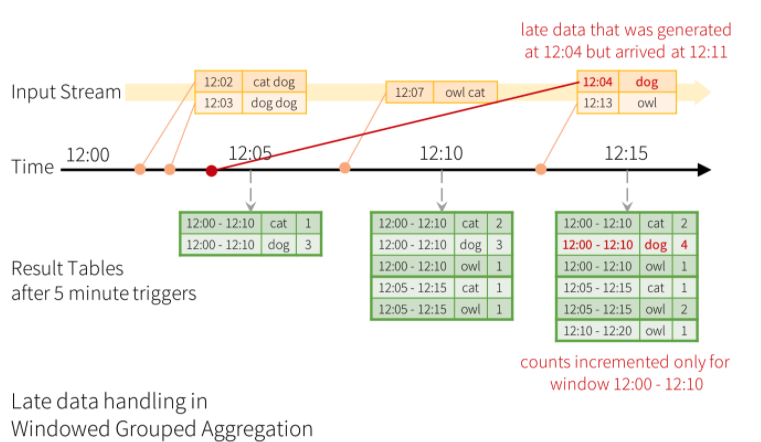 late data that was generated
at 12:04 but arrived at 12:11
Input Stream
12:02 cat dog
12:03 dog dog
12:07 owl cat
12:04 dog
12:13 owl
Time
12:00
12:05
12:10
12:15
Result Tables
after 5 minute triggers
12:00 - 12:10 cat 1
12:00 - 12:10 dog 3
12:00 - 12:10 cat 2
12:00 - 12:10 dog 3
12:00 - 12:10 owl 1
12:05 - 12:15 cat 1
12:05 - 12:15 owl 1
12:00 - 12:10 cat 2
12:00 - 12:10 dog 4
12:00 - 12:10 owl 1
12:05 - 12:15 cat 1
12:05 - 12:15 owl 2
12:10 - 12:20 owl 1
counts incremented only for
window 12:00 - 12:10
Late data handling in
Windowed Grouped Aggregation